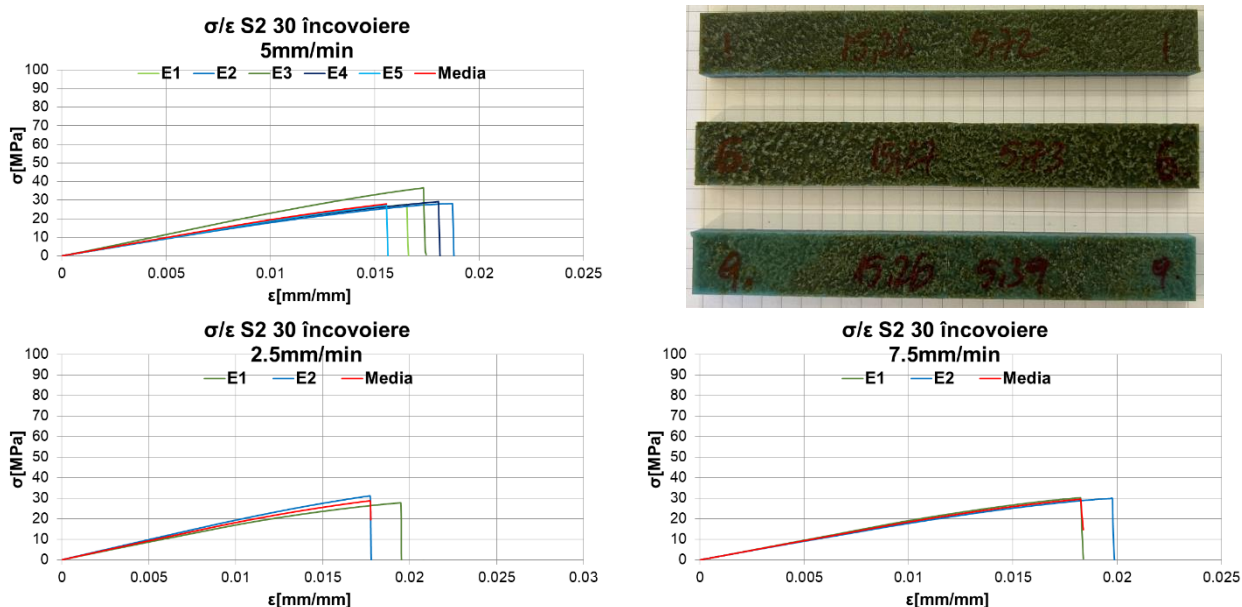 σ/ε S2 30 încovoiere
5mm/min
E1 E2 E3 E4 E5 Media
100
90
80
70
60
50
40
30
20
10
0
σ[MPa]
0 0.005 0.01 0.015 0.02 0.025
ε[mm/mm]
1 15,26 5,72 1
6. 15,27 5,73 6.
9. 15,26 5,39 9.
σ/ε S2 30 încovoiere
2.5mm/min
E1 E2 Media
100
90
80
70
60
50
40
30
20
10
0
σ[MPa]
0 0.005 0.01 0.015 0.02 0.025 0.03
ε[mm/mm]
σ/ε S2 30 încovoiere
7.5mm/min
E1 E2 Media
100
90
80
70
60
50
40
30
20
10
0
σ[MPa]
0 0.005 0.01 0.015 0.02 0.025
ε[mm/mm]